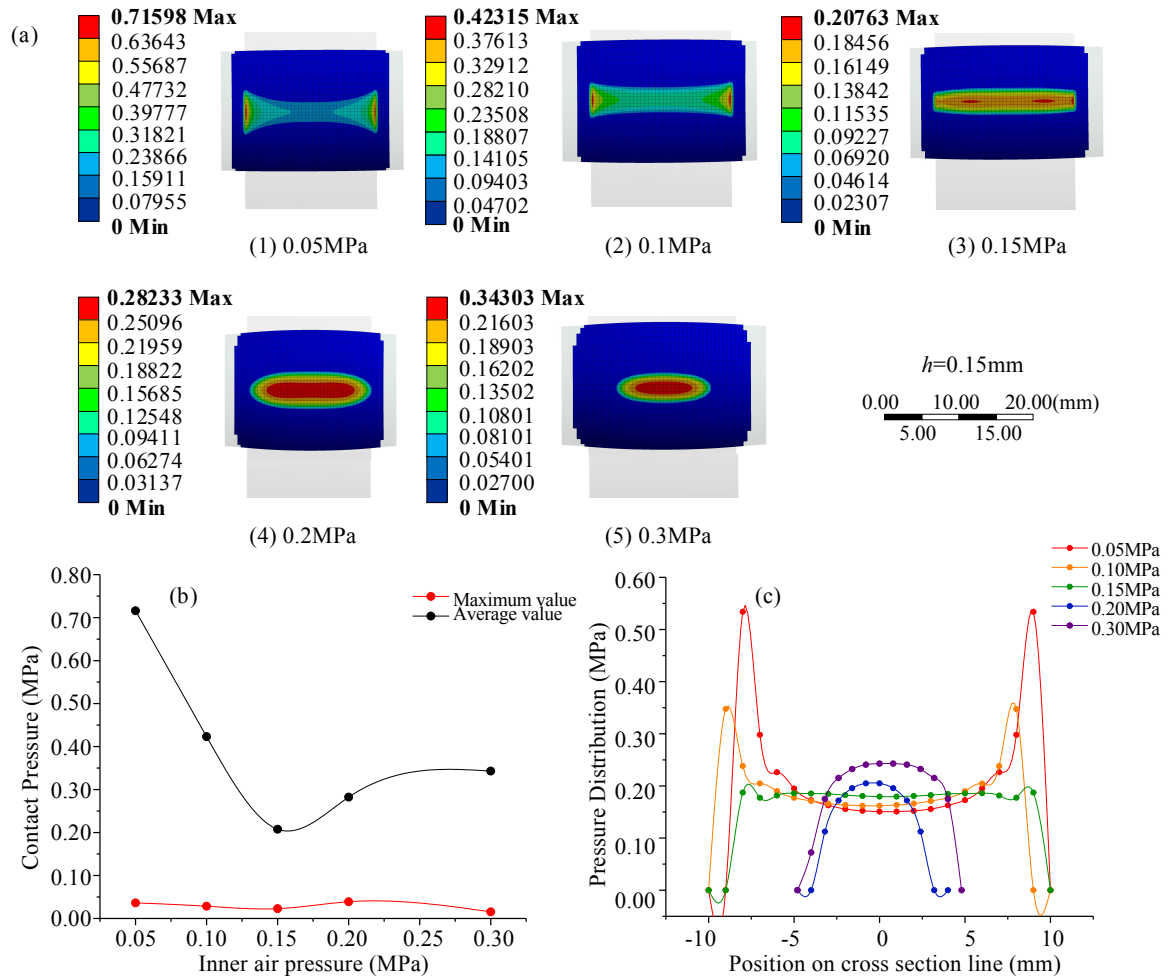 (a)
0.71598 Max
0.63643
0.55687
0.47732
0.39777
0.31821
0.23866
0.15911
0.07955
0 Min
(1) 0.05MPa
0.42315 Max
0.37613
0.32912
0.28210
0.23508
0.18807
0.14105
0.09403
0.04702
0 Min
(2) 0.1MPa
0.20763 Max
0.18456
0.16149
0.13842
0.11535
0.09227
0.06920
0.04614
0.02307
0 Min
(3) 0.15MPa
0.28233 Max
0.25096
0.21959
0.18822
0.15685
0.12548
0.09411
0.06274
0.03137
0 Min
(4) 0.2MPa
0.34303 Max
0.21603
0.18903
0.16202
0.13502
0.10801
0.08101
0.05401
0.02700
0 Min
(5) 0.3MPa
h=0.15mm
0.00 10.00 20.00(mm)
5.00 15.00
(b)
Maximum value
Average value
Contact Pressure (MPa)
0.80
0.70
0.60
0.50
0.40
0.30
0.20
0.10
0.00
0.05 0.10 0.15 0.20 0.25 0.30
Inner air pressure (MPa)
(c)
0.05MPa
0.10MPa
0.15MPa
0.20MPa
0.30MPa
Pressure Distribution (MPa)
0.60
0.50
0.40
0.30
0.20
0.10
0.00
-10 -5 0 5 10
Position on cross section line (mm)